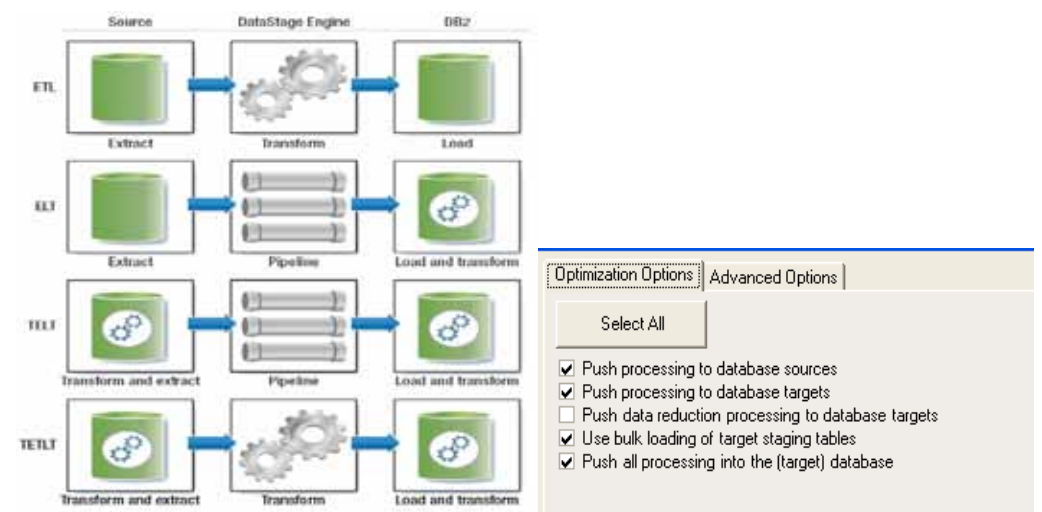 Source DataStage Engine DB2
ETL
Extract Transform Load
ELT
Extract Pipeline Load and transform
TELT
Transform and extract Pipeline Load and transform
TETLT
Transform and extract Transform Load and transform
Optimization Options Advanced Options
Select All
Push processing to database sources
Push processing to database targets
Push data reduction processing to database targets
Use bulk loading of target staging tables
Push all processing into the (target) database